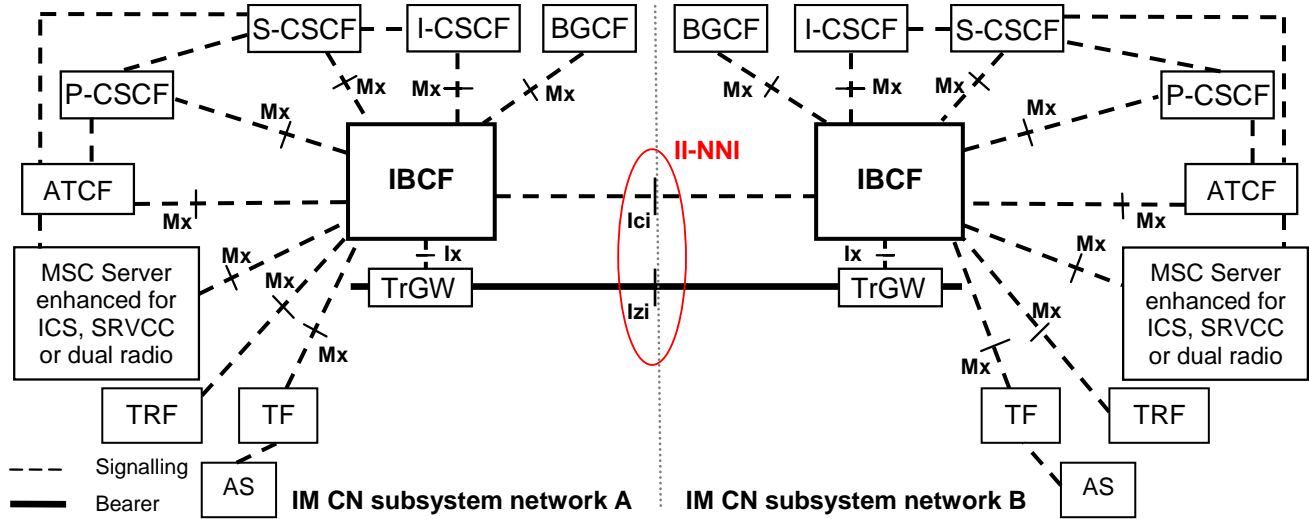 S-CSCF
I-CSCF
BGCF
BGCF
I-CSCF
S-CSCF
P-CSCF
Mx
Mx
Mx
Mx
Mx
Mx
P-CSCF
Mx
Mx
II-NNI
IBCF
IBCF
ATCF
Mx
Ici
Mx
ATCF
Mx
Ix
Ix
Mx
MSC Server
enhanced for
ICS, SRVCC
or dual radio
Mx
TrGW
Izi
TrGW
Mx
MSC Server
enhanced for
ICS, SRVCC
or dual radio
Mx
Mx
TRF
TF
TF
TRF
Signalling
AS
AS
Bearer
IM CN subsystem network A
IM CN subsystem network B